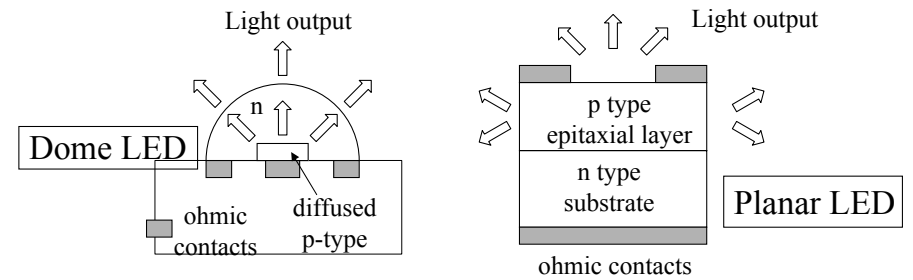 Light output
n
Dome LED
ohmic
contacts
diffused
p-type
Light output
p type
epitaxial layer
n type
substrate
Planar LED
ohmic contacts